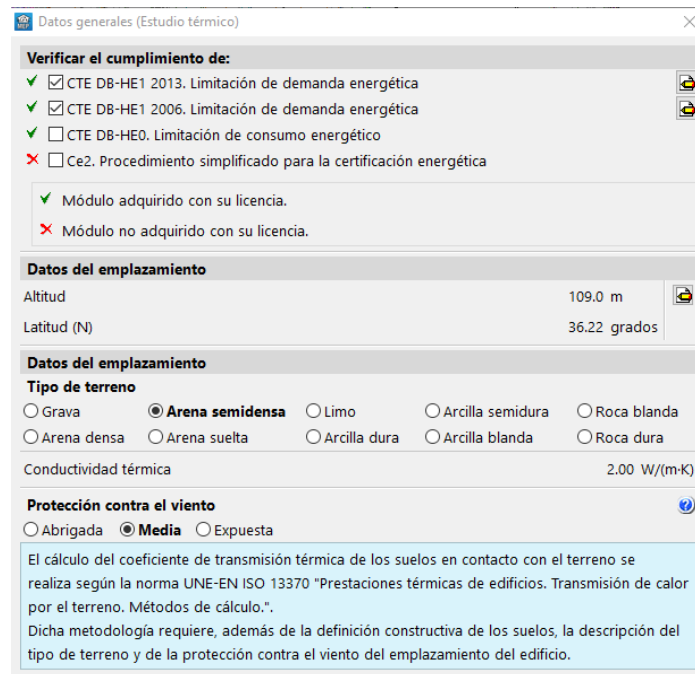 Datos generales (Estudio térmico)
Verificar el cumplimiento de:
CTE DB-HE1 2013. Limitación de demanda energética
CTE DB-HE1 2006. Limitación de demanda energética
CTE DB-HE0. Limitación de consumo energético
Ce2. Procedimiento simplificado para la certificación energética
Módulo adquirido con su licencia.
Módulo no adquirido con su licencia.
Datos del emplazamiento
Altitud 109.0 m
Latitud (N) 36.22 grados
Datos del emplazamiento
Tipo de terreno
Grava Arena semidensa Limo Arcilla semidura Roca blanda
Arena densa Arena suelta Arcilla dura Arcilla blanda Roca dura
Conductividad térmica 2.00 W/(m·K)
Protección contra el viento
Abrigada Media Expuesta
El cálculo del coeficiente de transmisión térmica de los suelos en contacto con el terreno se
realiza según la norma UNE-EN ISO 13370 "Prestaciones térmicas de edificios. Transmisión de calor
por el terreno. Métodos de cálculo.".
Dicha metodología requiere, además de la definición constructiva de los suelos, la descripción del
tipo de terreno y de la protección contra el viento del emplazamiento del edificio.